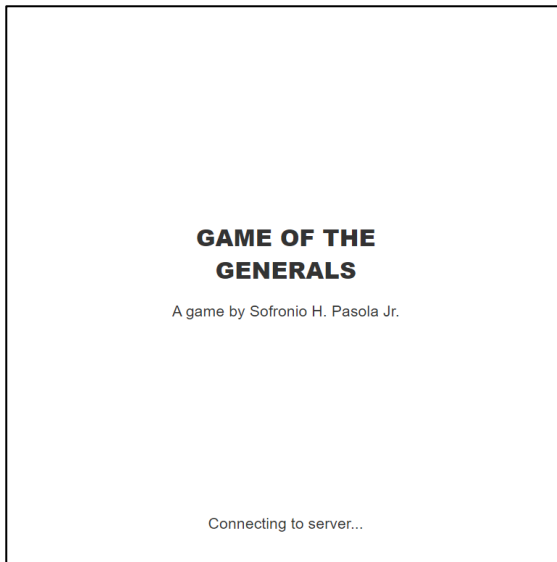 GAME OF THE
GENERALS
A game by Sofronio H. Pasola Jr.
Connecting to server...